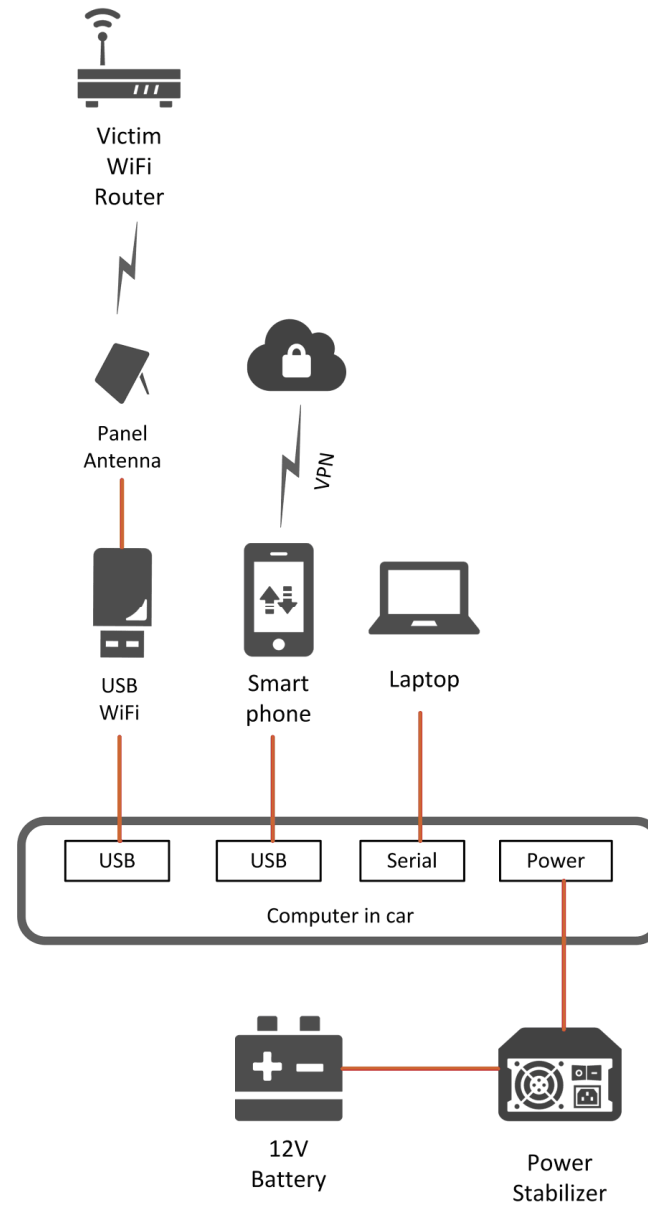 Victim
WiFi
Router
Panel
Antenna
VPN
USB
WiFi
Smart
phone
Laptop
USB
USB
Serial
Power
Computer in car
12V
Battery
Power
Stabilizer